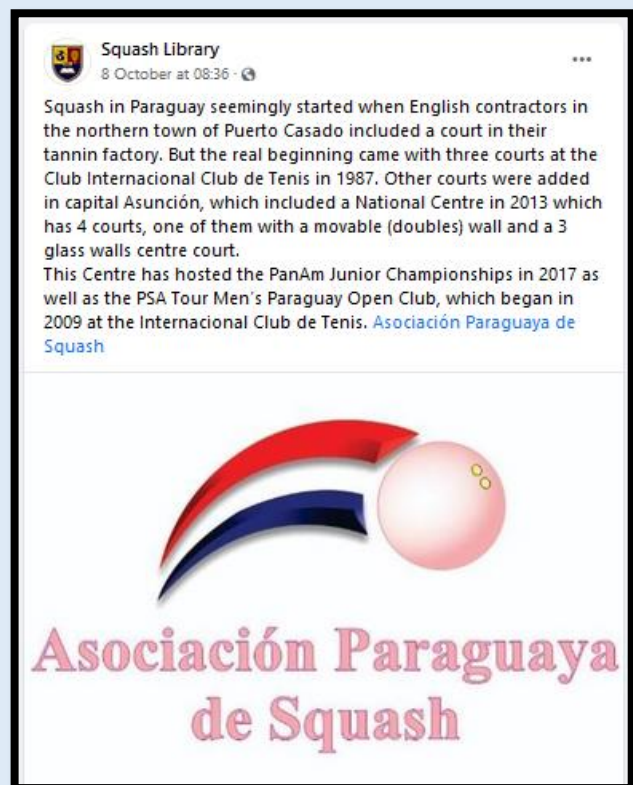 Squash Library
8 October at 08:36 ·
Squash in Paraguay seemingly started when English contractors in
the northern town of Puerto Casado included a court in their
tannin factory. But the real beginning came with three courts at the
Club Internacional Club de Tenis in 1987. Other courts were added
in capital Asunción, which included a National Centre in 2013 which
has 4 courts, one of them with a movable (doubles) wall and a 3
glass walls centre court.
This Centre has hosted the PanAm Junior Championships in 2017 as
well as the PSA Tour Men´s Paraguay Open Club, which began in
2009 at the Internacional Club de Tenis. Asociación Paraguaya de
Squash
Asociación Paraguaya
de Squash